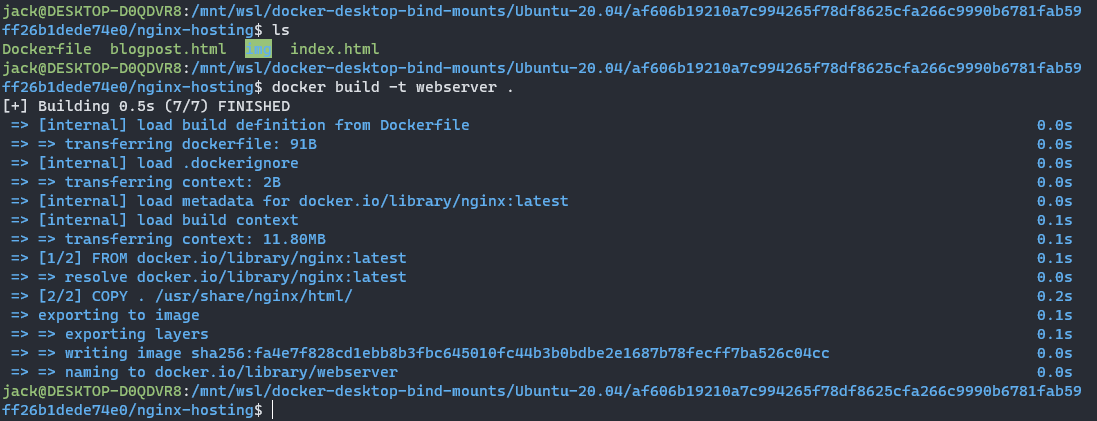 jack@DESKTOP-D0QDVR8:/mnt/wsl/docker-desktop-bind-mounts/Ubuntu-20.04/af606b19210a7c994265f78df8625cfa266c9990b6781fab59
ff26b1dede74e0/nginx-hosting$ ls
Dockerfile  blogpost.html  img  index.html
jack@DESKTOP-D0QDVR8:/mnt/wsl/docker-desktop-bind-mounts/Ubuntu-20.04/af606b19210a7c994265f78df8625cfa266c9990b6781fab59
ff26b1dede74e0/nginx-hosting$ docker build -t webserver .
[+] Building 0.5s (7/7) FINISHED
=> [internal] load build definition from Dockerfile 0.0s
=> => transferring dockerfile: 91B 0.0s
=> [internal] load .dockerignore 0.0s
=> => transferring context: 2B 0.0s
=> [internal] load metadata for docker.io/library/nginx:latest 0.0s
=> [internal] load build context 0.1s
=> => transferring context: 11.80MB 0.1s
=> [1/2] FROM docker.io/library/nginx:latest 0.1s
=> => resolve docker.io/library/nginx:latest 0.0s
=> [2/2] COPY . /usr/share/nginx/html/ 0.2s
=> exporting to image 0.1s
=> => exporting layers 0.1s
=> => writing image sha256:fa4e7f828cd1ebb8b3fbc645010fc44b3b0bdbe2e1687b78fecff7ba526c04cc 0.0s
=> => naming to docker.io/library/webserver 0.0s
jack@DESKTOP-D0QDVR8:/mnt/wsl/docker-desktop-bind-mounts/Ubuntu-20.04/af606b19210a7c994265f78df8625cfa266c9990b6781fab59
ff26b1dede74e0/nginx-hosting$